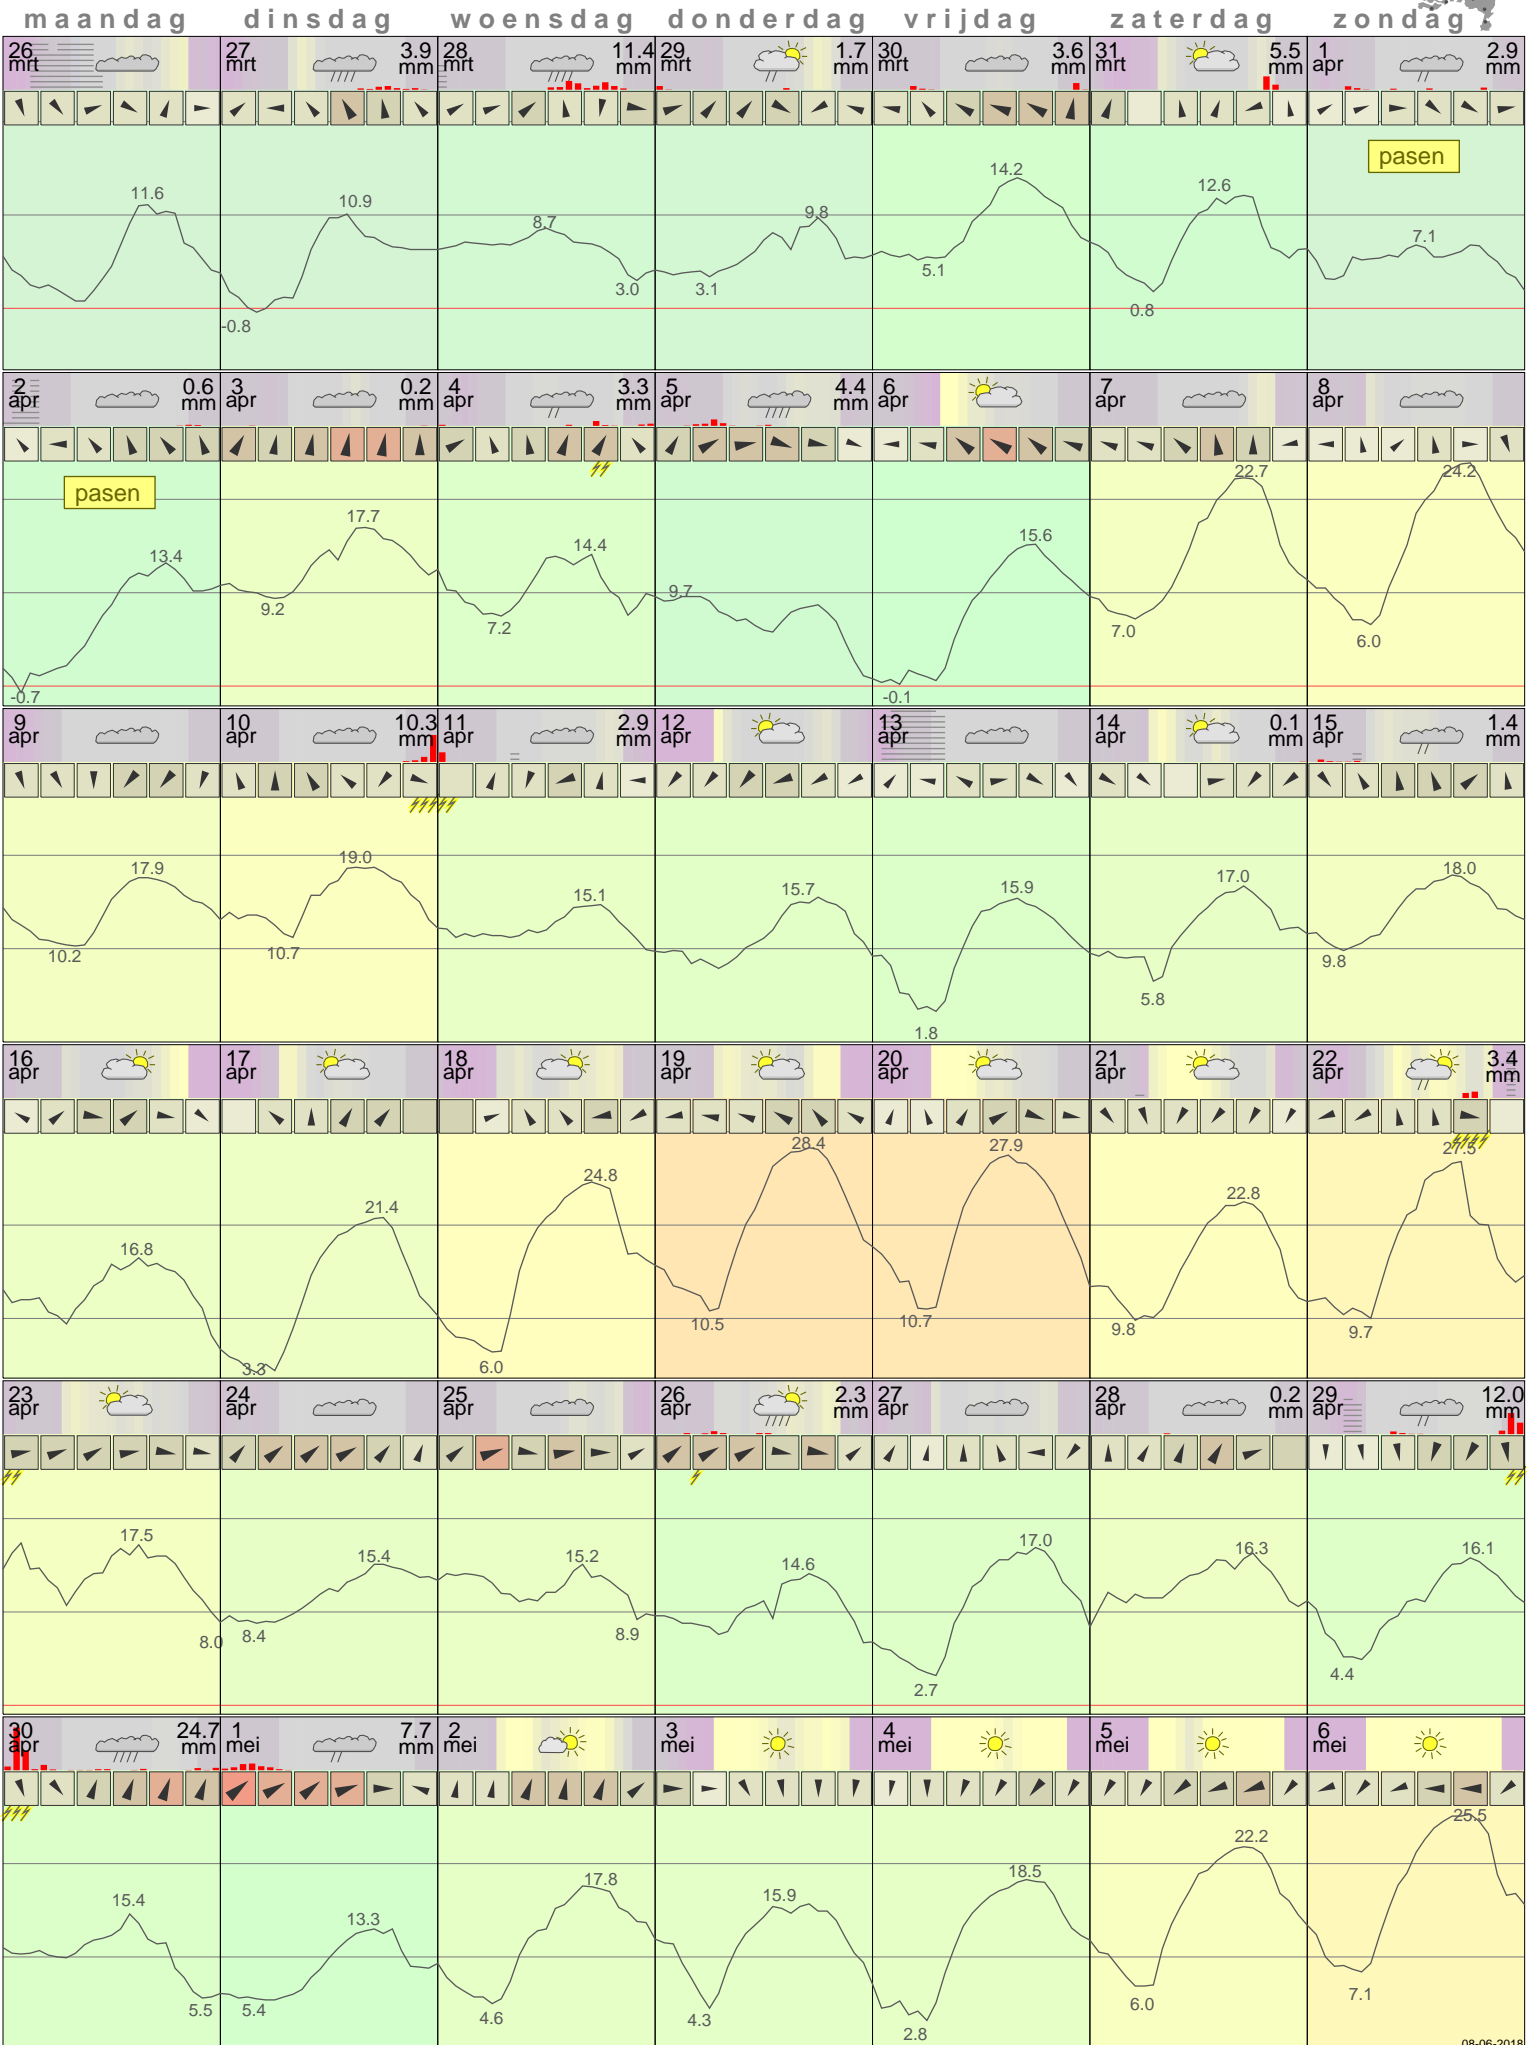 maandag dinsdag woensdag donderdag vrijdag zaterdag zondag
26 mrt 27 mrt 3.9 mm 28 mrt 11.4 mm 29 mrt 1.7 mm 30 mrt 3.6 mm 31 mrt 5.5 mm 1 apr 2.9 mm
pasen
11.6 -0.8 10.9 8.7 3.0 3.1 9.8 5.1 14.2 0.8 12.6 7.1
2 apr 0.6 mm 3 apr 0.2 mm 4 apr 3.3 mm 5 apr 4.4 mm 6 apr 7 apr 8 apr
pasen
-0.7 13.4 9.2 17.7 7.2 14.4 9.7 -0.1 15.6 7.0 22.7 6.0 24.2
9 apr 10 apr 10.3 mm 11 apr 2.9 mm 12 apr 13 apr 14 apr 0.1 mm 15 apr 1.4 mm
10.2 17.9 10.7 19.0 15.1 15.7 1.8 15.9 5.8 17.0 9.8 18.0
16 apr 17 apr 18 apr 19 apr 20 apr 21 apr 22 apr 3.4 mm
16.8 3.3 21.4 6.0 24.8 10.5 28.4 10.7 27.9 9.8 22.8 9.7 27.5
23 apr 24 apr 25 apr 26 apr 2.3 mm 27 apr 28 apr 0.2 mm 29 apr 12.0 mm
17.5 8.0 8.4 15.4 15.2 8.9 14.6 2.7 17.0 16.3 4.4 16.1
30 apr 24.7 mm 1 mei 7.7 mm 2 mei 3 mei 4 mei 5 mei 6 mei
15.4 5.5 5.4 13.3 4.6 17.8 4.3 15.9 2.8 18.5 6.0 22.2 7.1 25.5
08-06-2018